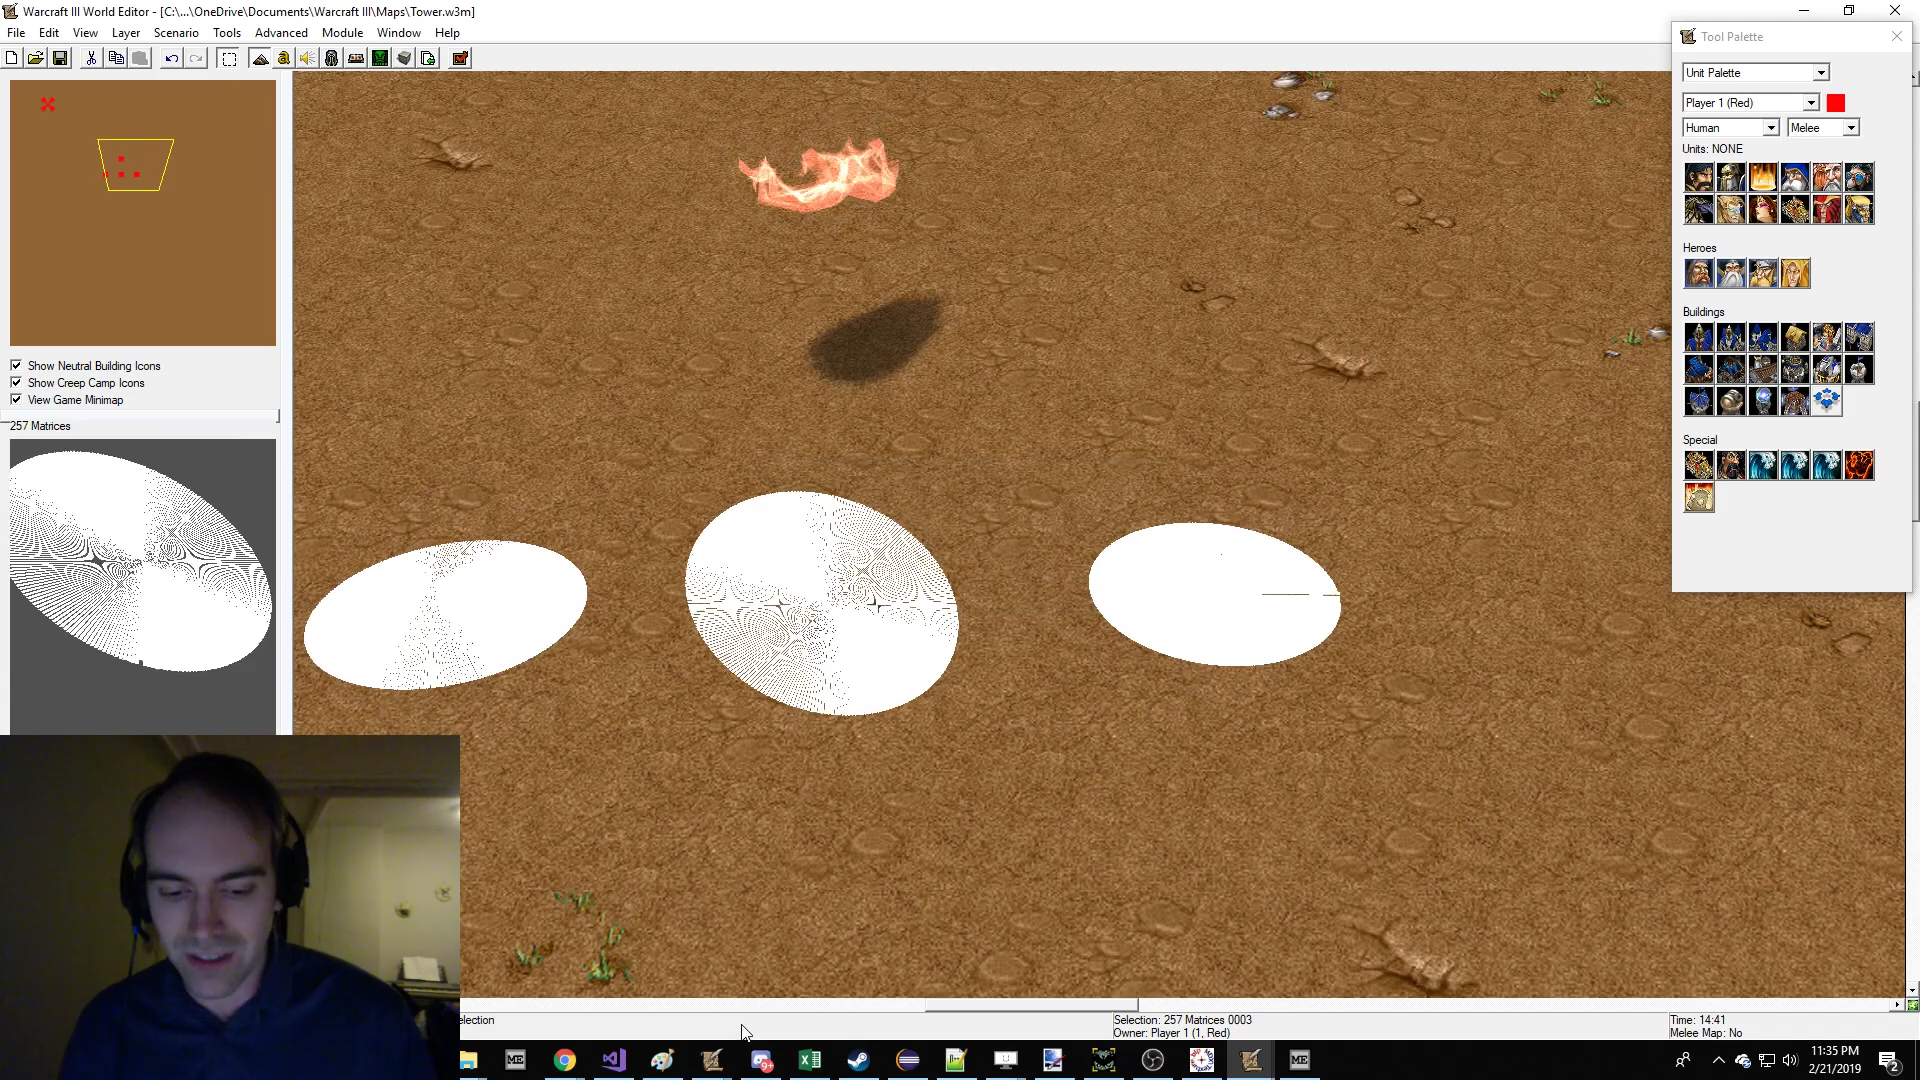 Warcraft III World Editor - [C:\...\OneDrive\Documents\Warcraft III\Maps\Tower.w3m]
File Edit View Layer Scenario Tools Advanced Module Window Help
Tool Palette
Unit Palette
Player 1 (Red)
Human Melee
Units: NONE
Heroes
Buildings
Special
Show Neutral Building Icons
Show Creep Camp Icons
View Game Minimap
257 Matrices
election
Selection: 257 Matrices 0003
Owner: Player 1 (1, Red)
Time: 14:41
Melee Map: No
ME
ME
11:35 PM
2/21/2019
2